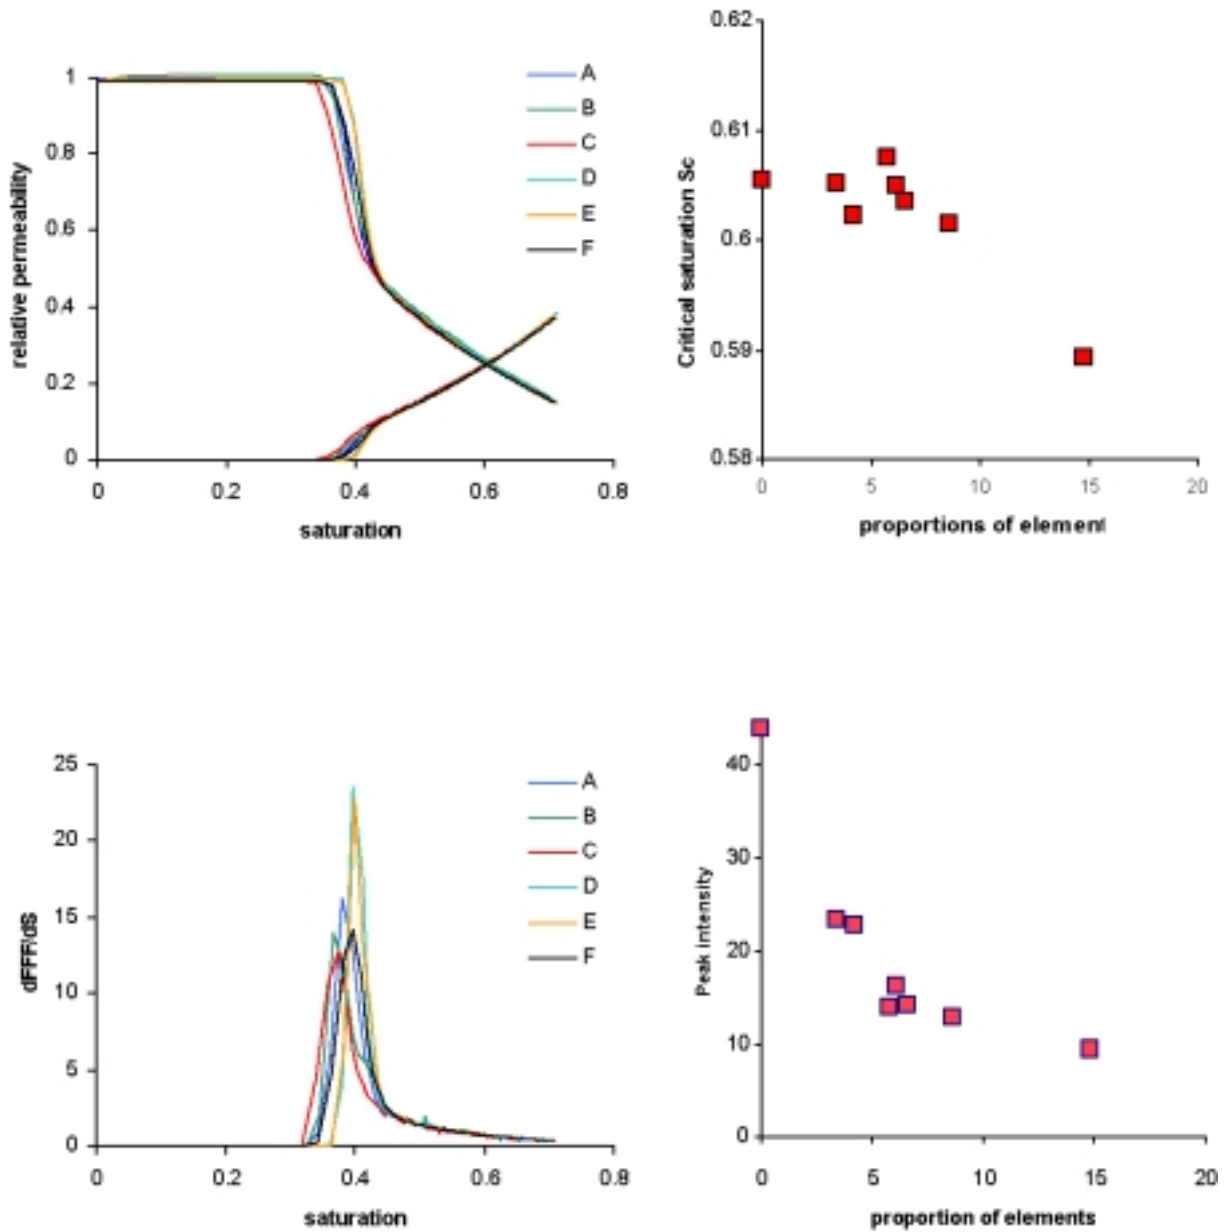 1
0.8
0.6
0.4
0.2
0
relative permeability
0
0.2
0.4
0.6
0.8
saturation
A
B
C
D
E
F
0.62
0.61
0.6
0.59
0.58
Critical saturation Sc
0
5
10
15
20
proportions of element
25
20
15
10
5
0
dFFF/dS
0
0.2
0.4
0.6
0.8
saturation
A
B
C
D
E
F
40
30
20
10
0
Peak intensity
0
5
10
15
20
proportion of elements